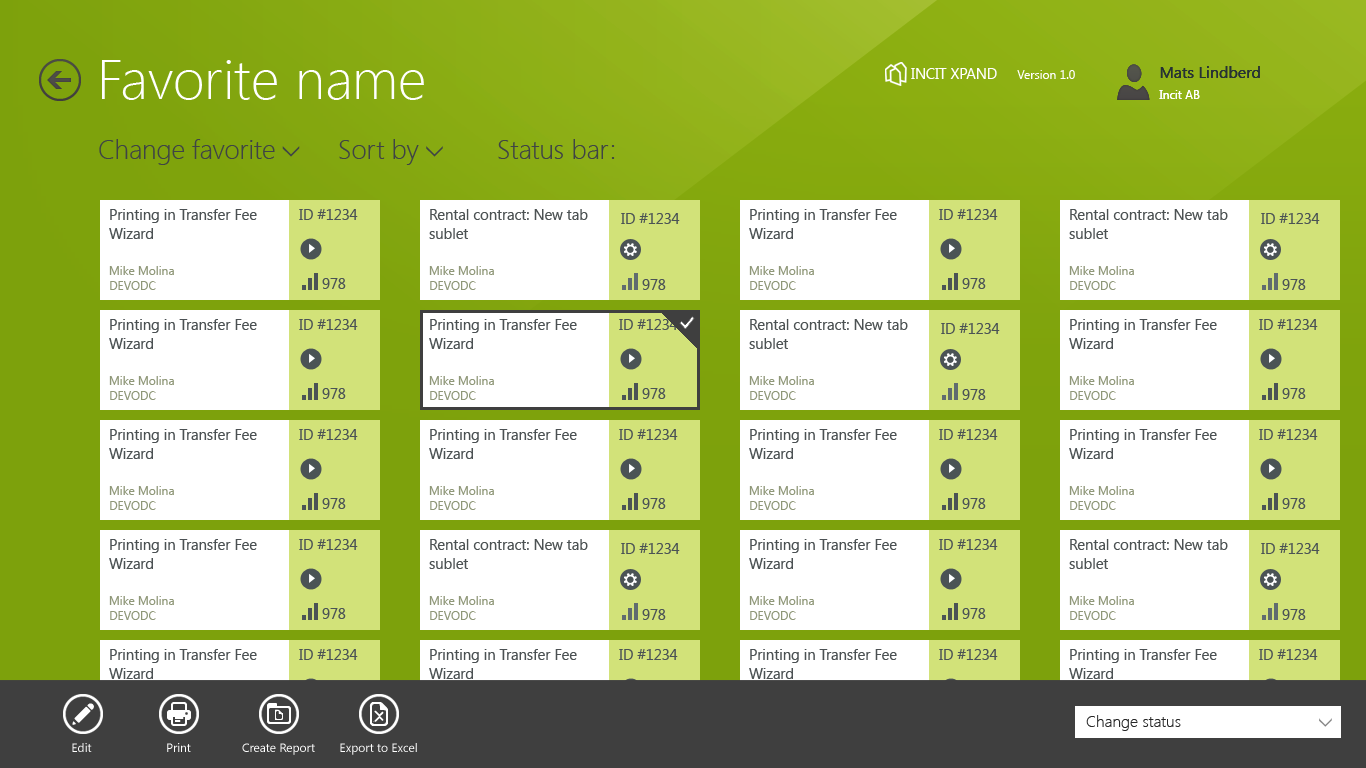 Favorite name
INCIT XPAND
Version 1.0
Mats Lindberd
Incit AB
Change favorite
Sort by
Status bar:
Printing in Transfer Fee
Wizard
Mike Molina
DEVODC
ID #1234
978
Rental contract: New tab
sublet
Mike Molina
DEVODC
ID #1234
978
Printing in Transfer Fee
Wizard
Mike Molina
DEVODC
ID #1234
978
Rental contract: New tab
sublet
Mike Molina
DEVODC
ID #1234
978
Printing in Transfer Fee
Wizard
Mike Molina
DEVODC
ID #1234
978
Printing in Transfer Fee
Wizard
Mike Molina
DEVODC
ID #1234
978
Rental contract: New tab
sublet
Mike Molina
DEVODC
ID #1234
978
Printing in Transfer Fee
Wizard
Mike Molina
DEVODC
ID #1234
978
Printing in Transfer Fee
Wizard
Mike Molina
DEVODC
ID #1234
978
Printing in Transfer Fee
Wizard
Mike Molina
DEVODC
ID #1234
978
Printing in Transfer Fee
Wizard
Mike Molina
DEVODC
ID #1234
978
Printing in Transfer Fee
Wizard
Mike Molina
DEVODC
ID #1234
978
Printing in Transfer Fee
Wizard
Mike Molina
DEVODC
ID #1234
978
Rental contract: New tab
sublet
Mike Molina
DEVODC
ID #1234
978
Printing in Transfer Fee
Wizard
Mike Molina
DEVODC
ID #1234
978
Rental contract: New tab
sublet
Mike Molina
DEVODC
ID #1234
978
Printing in Transfer Fee
Wizard
ID #1234
Printing in Transfer Fee
Wizard
ID #1234
Printing in Transfer Fee
Wizard
ID #1234
Printing in Transfer Fee
Wizard
ID #1234
Edit
Print
Create Report
Export to Excel
Change status